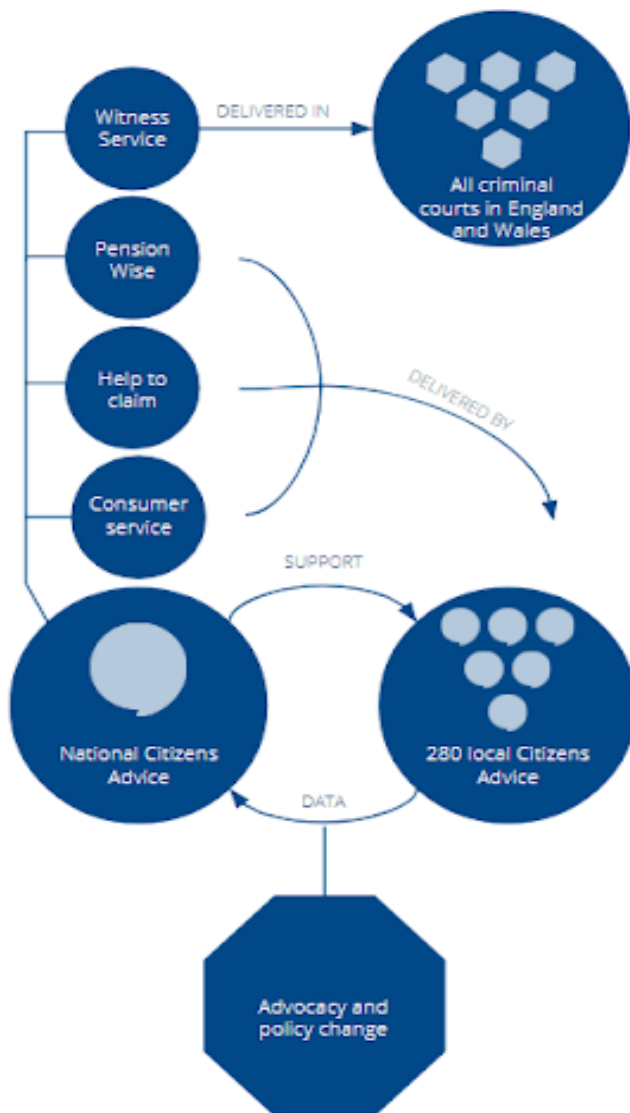 Witness
Service
DELIVERED IN
All criminal
courts in England
and Wales
Pension
Wise
Help to
claim
DELIVERED BY
Consumer
service
SUPPORT
National Citizens
Advice
280 local Citizens
Advice
DATA
Advocacy and
policy change